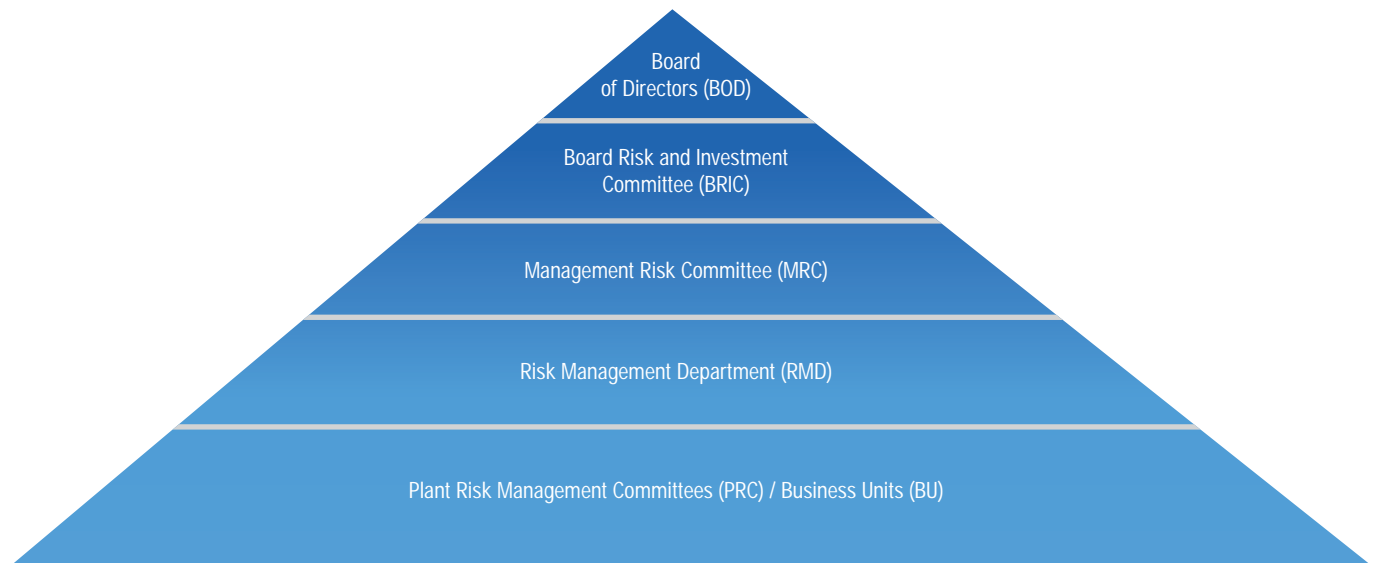 Board
of Directors (BOD)
Board Risk and Investment
Committee (BRIC)
Management Risk Committee (MRC)
Risk Management Department (RMD)
Plant Risk Management Committees (PRC) / Business Units (BU)